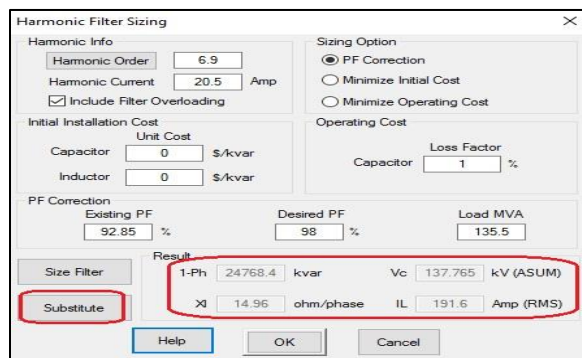 Harmonic Filter Sizing
Harmonic Info
Harmonic Order 6.9
Harmonic Current 20.5 Amp
Include Filter Overloading
Sizing Option
PF Correction
Minimize Initial Cost
Minimize Operating Cost
Initial Installation Cost
Unit Cost
Capacitor 0 $/kvar
Inductor 0 $/kvar
Operating Cost
Loss Factor
Capacitor 1 %
PF Correction
Existing PF Desired PF Load MVA
92.85 % 98 % 135.5
Size Filter
Substitute
Result
1-Ph 24768.4 kvar Vc 137.765 kV (ASUM)
Xl 14.96 ohm/phase IL 191.6 Amp (RMS)
Help OK Cancel